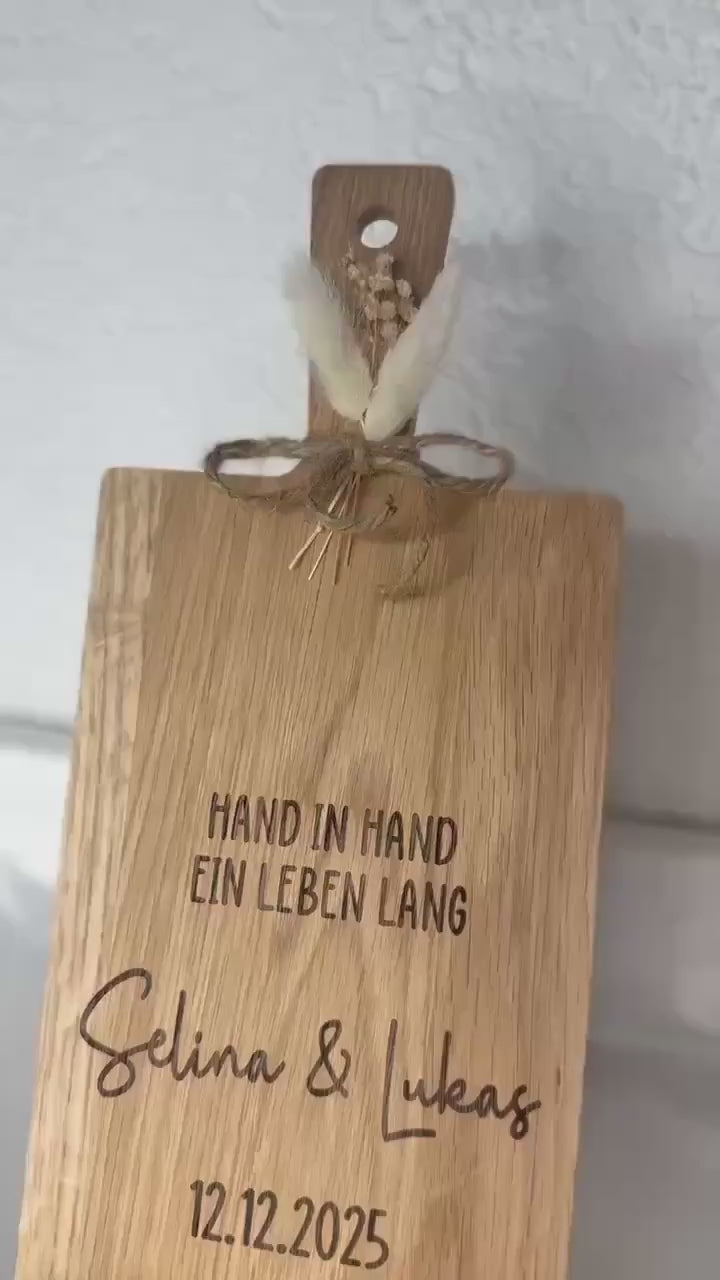 HAND IN HAND
EIN LEBEN LANG
Selina & Lukas
12.12.2025